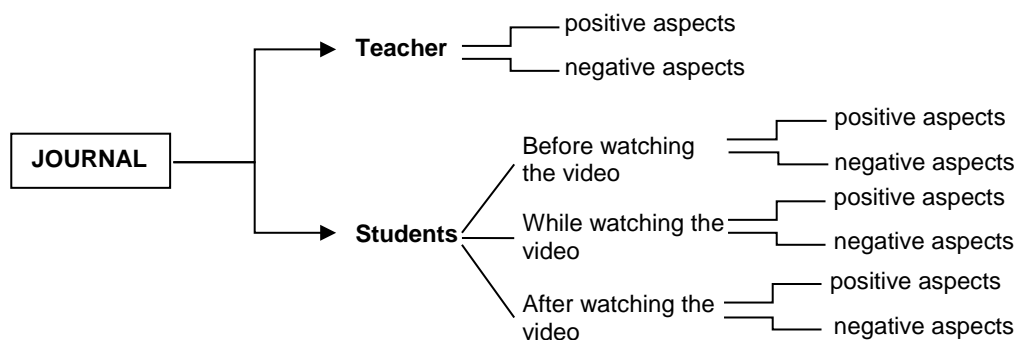 positive aspects
Teacher
negative aspects
JOURNAL
positive aspects
Before watching
the video
negative aspects
positive aspects
While watching the
video
negative aspects
Students
positive aspects
After watching the
video
negative aspects